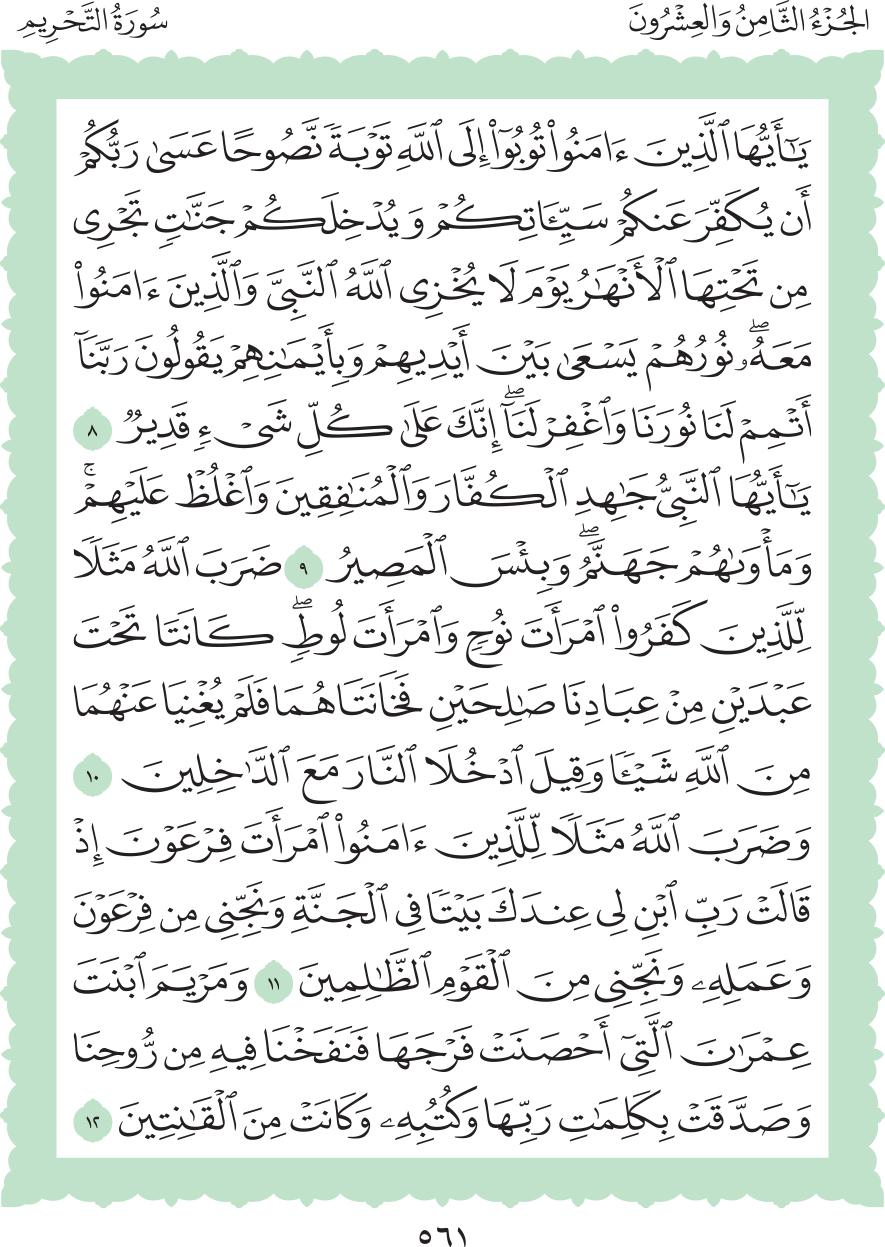 الجُزْءُ الثَّامِنُ وَالعِشْرُونَ
سُورَةُ التَّحْرِيمِ
يَٰٓأَيُّهَا ٱلَّذِينَ ءَامَنُوا۟ تُوبُوٓا۟ إِلَى ٱللَّهِ تَوْبَةً نَّصُوحًا عَسَىٰ رَبُّكُمْ
أَن يُكَفِّرَ عَنكُمْ سَيِّـَٔاتِكُمْ وَيُدْخِلَكُمْ جَنَّٰتٍ تَجْرِى
مِن تَحْتِهَا ٱلْأَنْهَٰرُ يَوْمَ لَا يُخْزِى ٱللَّهُ ٱلنَّبِىَّ وَٱلَّذِينَ ءَامَنُوا۟
مَعَهُۥ ۖ نُورُهُمْ يَسْعَىٰ بَيْنَ أَيْدِيهِمْ وَبِأَيْمَٰنِهِمْ يَقُولُونَ رَبَّنَآ
أَتْمِمْ لَنَا نُورَنَا وَٱغْفِرْ لَنَآ ۖ إِنَّكَ عَلَىٰ كُلِّ شَىْءٍ قَدِيرٌ ٨
يَٰٓأَيُّهَا ٱلنَّبِىُّ جَٰهِدِ ٱلْكُفَّارَ وَٱلْمُنَٰفِقِينَ وَٱغْلُظْ عَلَيْهِمْ ۚ
وَمَأْوَىٰهُمْ جَهَنَّمُ ۖ وَبِئْسَ ٱلْمَصِيرُ ٩ ضَرَبَ ٱللَّهُ مَثَلًا
لِّلَّذِينَ كَفَرُوا۟ ٱمْرَأَتَ نُوحٍ وَٱمْرَأَتَ لُوطٍ ۖ كَانَتَا تَحْتَ
عَبْدَيْنِ مِنْ عِبَادِنَا صَٰلِحَيْنِ فَخَانَتَاهُمَا فَلَمْ يُغْنِيَا عَنْهُمَا
مِنَ ٱللَّهِ شَيْـًٔا وَقِيلَ ٱدْخُلَا ٱلنَّارَ مَعَ ٱلدَّٰخِلِينَ ١٠
وَضَرَبَ ٱللَّهُ مَثَلًا لِّلَّذِينَ ءَامَنُوا۟ ٱمْرَأَتَ فِرْعَوْنَ إِذْ
قَالَتْ رَبِّ ٱبْنِ لِى عِندَكَ بَيْتًا فِى ٱلْجَنَّةِ وَنَجِّنِى مِن فِرْعَوْنَ
وَعَمَلِهِۦ وَنَجِّنِى مِنَ ٱلْقَوْمِ ٱلظَّٰلِمِينَ ١١ وَمَرْيَمَ ٱبْنَتَ
عِمْرَٰنَ ٱلَّتِىٓ أَحْصَنَتْ فَرْجَهَا فَنَفَخْنَا فِيهِ مِن رُّوحِنَا
وَصَدَّقَتْ بِكَلِمَٰتِ رَبِّهَا وَكُتُبِهِۦ وَكَانَتْ مِنَ ٱلْقَٰنِتِينَ ١٢
٥٦١